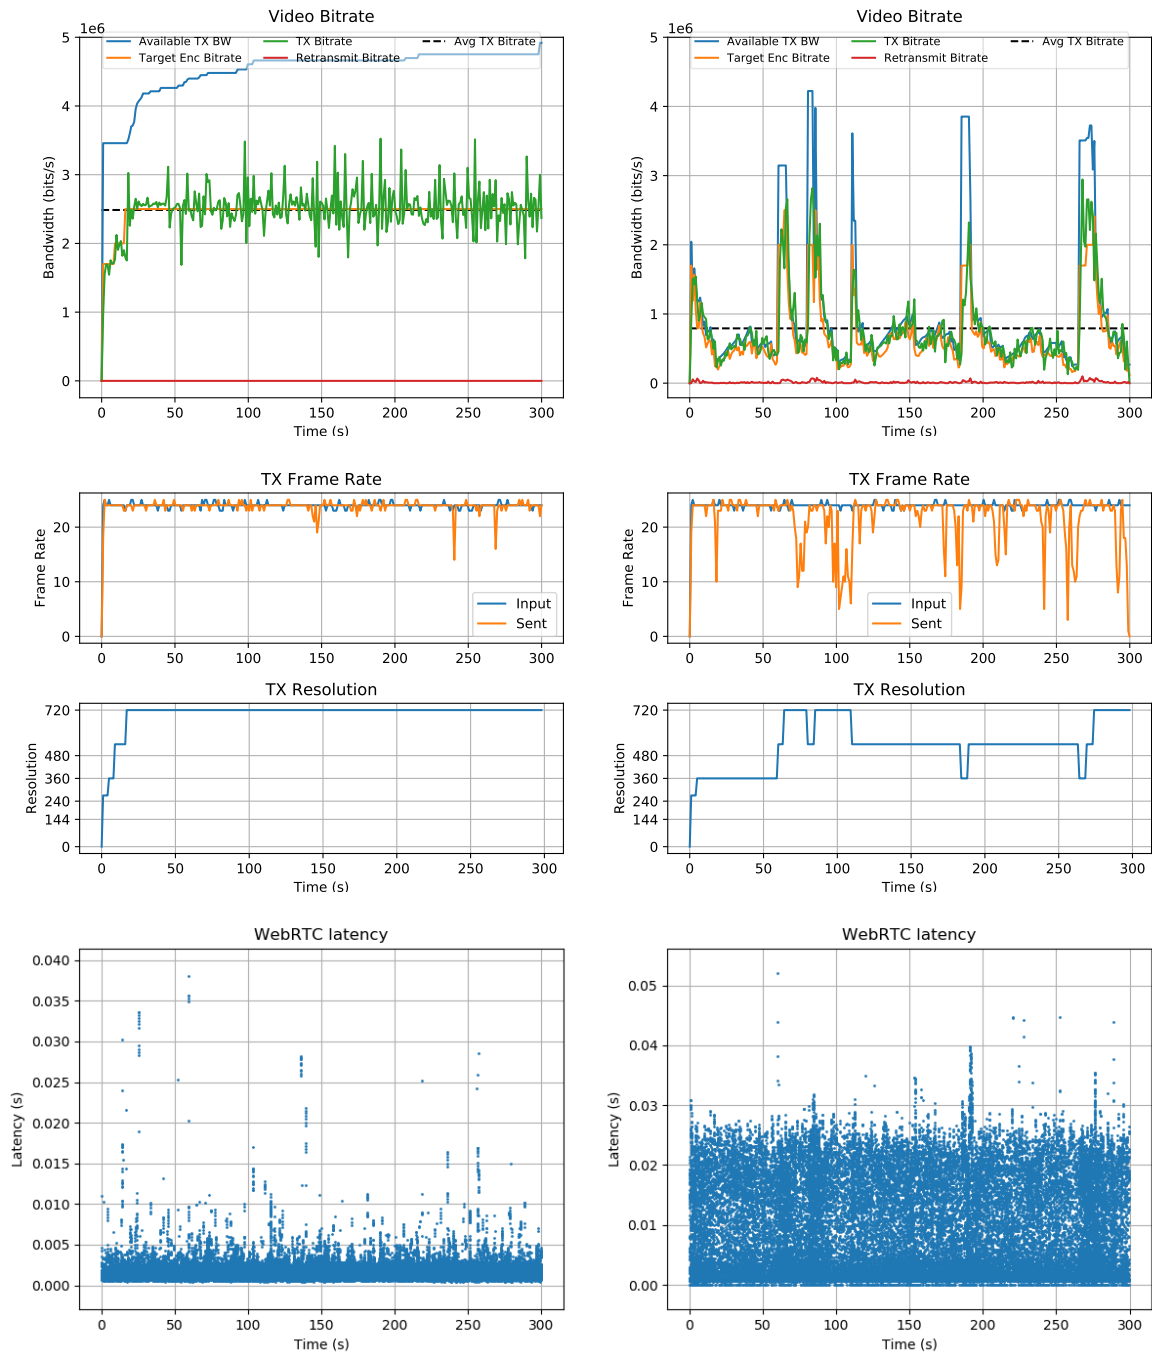 Video Bitrate
1e6
Available TX BW
Target Enc Bitrate
TX Bitrate
Retransmit Bitrate
Avg TX Bitrate
5
4
3
2
1
0
Bandwidth (bits/s)
0 50 100 150 200 250 300
Time (s)
Video Bitrate
1e6
Available TX BW
Target Enc Bitrate
TX Bitrate
Retransmit Bitrate
Avg TX Bitrate
5
4
3
2
1
0
Bandwidth (bits/s)
0 50 100 150 200 250 300
Time (s)
TX Frame Rate
20
10
0
Frame Rate
Input
Sent
0 50 100 150 200 250 300
TX Frame Rate
20
10
0
Frame Rate
Input
Sent
0 50 100 150 200 250 300
TX Resolution
720
480
360
240
144
0
Resolution
0 50 100 150 200 250 300
Time (s)
TX Resolution
720
480
360
240
144
0
Resolution
0 50 100 150 200 250 300
Time (s)
WebRTC latency
0.040
0.035
0.030
0.025
0.020
0.015
0.010
0.005
0.000
Latency (s)
0 50 100 150 200 250 300
Time (s)
WebRTC latency
0.05
0.04
0.03
0.02
0.01
0.00
Latency (s)
0 50 100 150 200 250 300
Time (s)